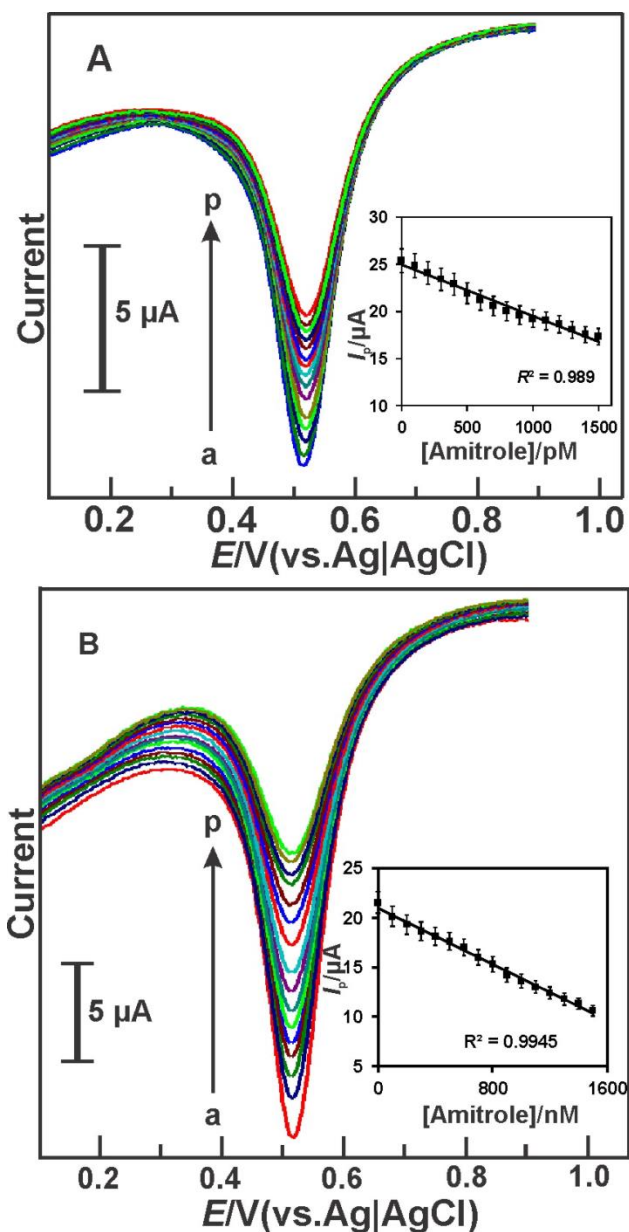 A
Current
5 µA
p
a
0.2 0.4 0.6 0.8 1.0
E/V(vs.Ag|AgCl)
30
25
20
15
10
Iₚ/µA
R² = 0.989
0 500 1000 1500
[Amitrole]/pM
B
Current
5 µA
p
a
0.2 0.4 0.6 0.8 1.0
E/V(vs.Ag|AgCl)
25
20
15
10
5
Iₚ/µA
R² = 0.9945
0 800 1600
[Amitrole]/nM